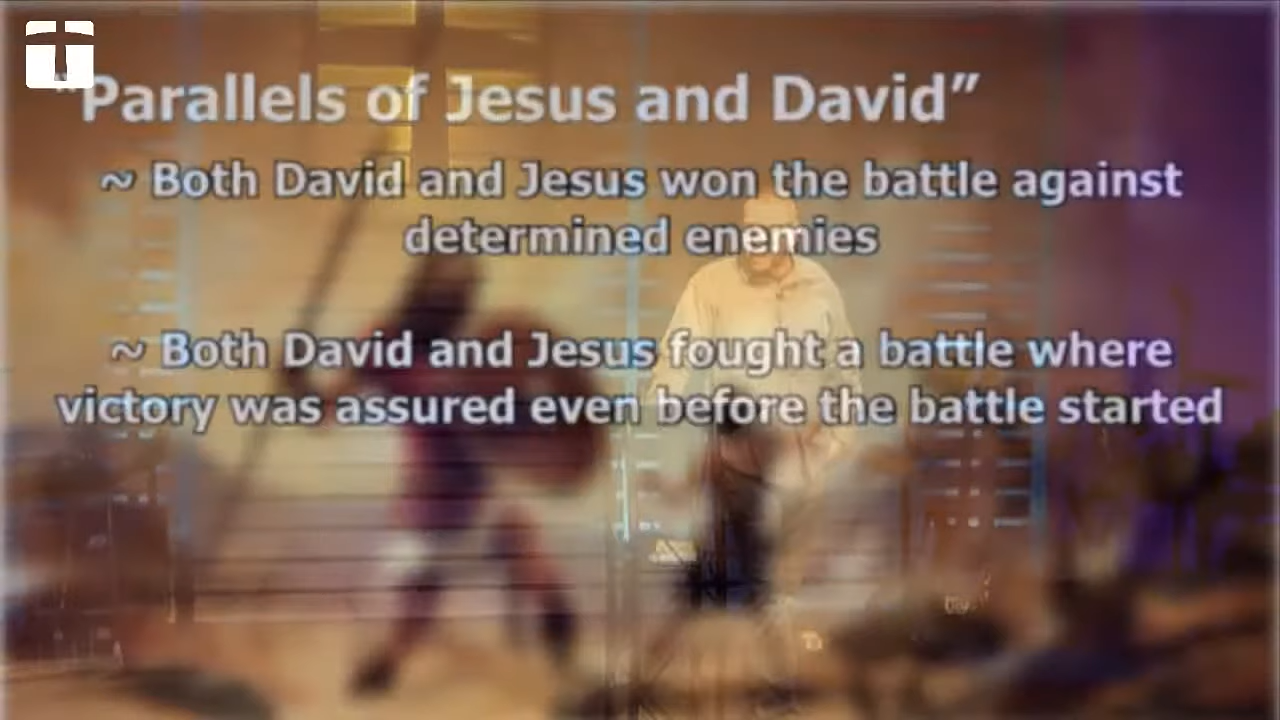 “Parallels of Jesus and David”
~ Both David and Jesus won the battle against
determined enemies
~ Both David and Jesus fought a battle where
victory was assured even before the battle started